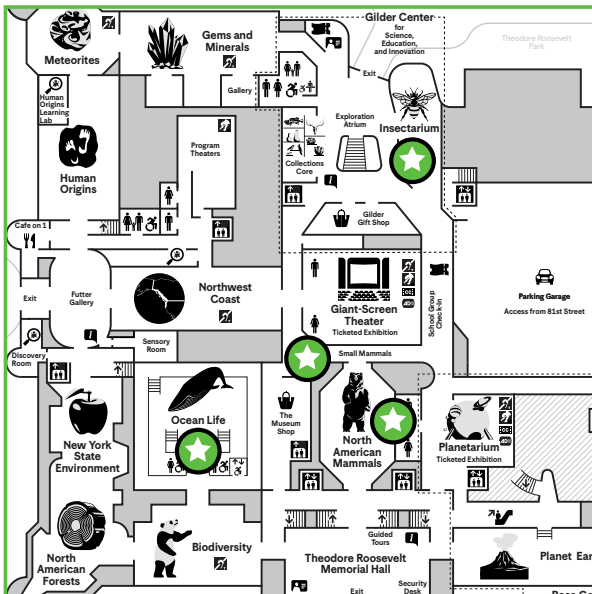 Gilder Center
for
Science,
Education,
and Innovation
Theodore Roosevelt
Park
Meteorites
Gems and
Minerals
Exit
Gallery
Human
Origins
Learning
Lab
Exploration
Atrium
Insectarium
Program
Theaters
Human
Origins
Collections
Core
Cafe on 1
Gilder
Gift Shop
Exit
Futter
Gallery
Northwest
Coast
Giant-Screen
Theater
Ticketed Exhibition
School Group
Check-In
Parking Garage
Access from 81st Street
Discovery
Room
Sensory
Room
Small Mammals
Ocean Life
The
Museum
Shop
New York
State
Environment
North
American
Mammals
Planetarium
Ticketed Exhibition
Biodiversity
Guided
Tours
North
American
Forests
Theodore Roosevelt
Memorial Hall
Planet Ear
Exit
Security
Desk